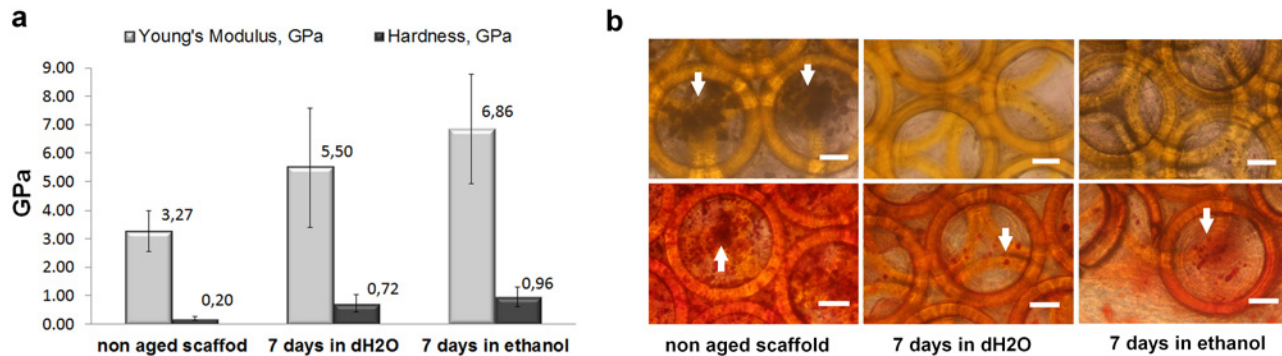 a
Young's Modulus, GPa
Hardness, GPa
9.00
8.00
7.00
6.00
5.00
4.00
3.00
2.00
1.00
0.00
GPa
3,27
0,20
5,50
0,72
6,86
0,96
non aged scaffod
7 days in dH2O
7 days in ethanol
b
non aged scaffold
7 days in dH2O
7 days in ethanol